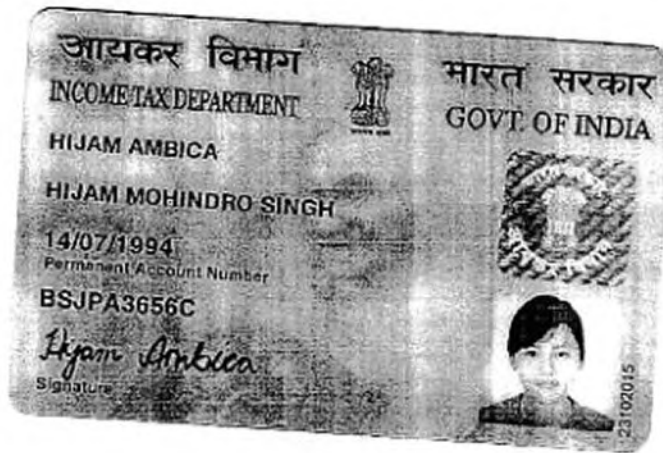 आयकर विभाग
INCOME TAX DEPARTMENT
भारत सरकार
GOVT. OF INDIA
HIJAM AMBICA
HIJAM MOHINDRO SINGH
14/07/1994
Permanent Account Number
BSJPA3656C
Hijam Ambica
Signature
23102015